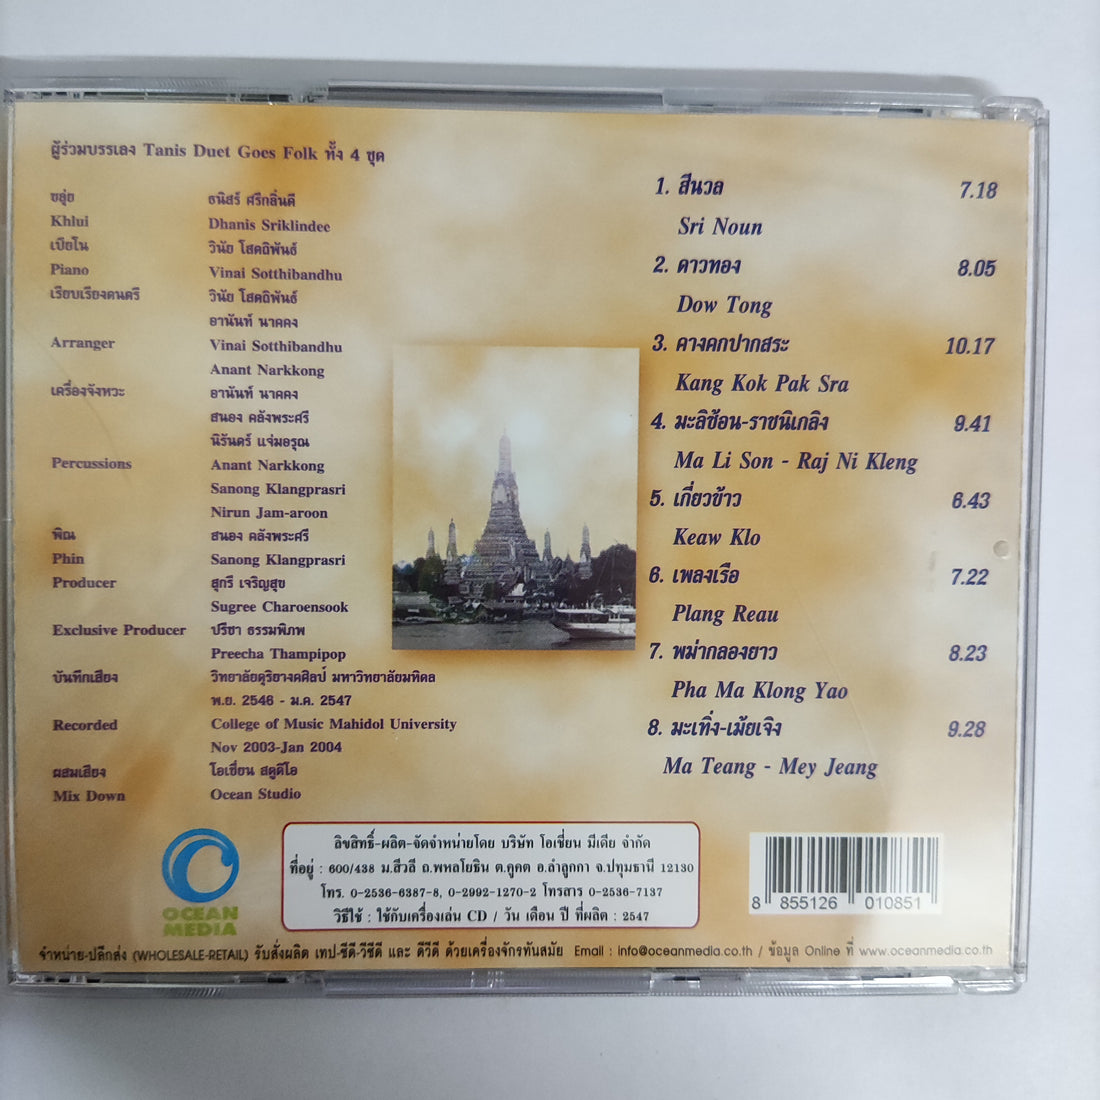 ผู้ร่วมบรรเลง Tanis Duet Goes Folk ทั้ง 4 ชุด
ขลุ่ย ธนิสร์ ศรีกลิ่นดี
Khlui Dhanis Sriklindee
เปียโน วินัย โสตถิพันธ์
Piano Vinai Sotthibandhu
เรียบเรียงดนตรี วินัย โสตถิพันธ์
อานันท์ นาคคง
Arranger Vinai Sotthibandhu
Anant Narkkong
เครื่องจังหวะ อานันท์ นาคคง
สนอง คลังพระศรี
นิรันดร์ แจ่มอรุณ
Percussions Anant Narkkong
Sanong Klangprasri
Nirun Jam-aroon
พิณ สนอง คลังพระศรี
Phin Sanong Klangprasri
Producer สุกรี เจริญสุข
Sugree Charoensook
Exclusive Producer ปรีชา ธรรมพิภพ
Preecha Thampipop
บันทึกเสียง วิทยาลัยดุริยางคศิลป์ มหาวิทยาลัยมหิดล
พ.ย. 2546 - ม.ค. 2547
Recorded College of Music Mahidol University
Nov 2003-Jan 2004
ผสมเสียง โอเชี่ยน สตูดิโอ
Mix Down Ocean Studio
1. สีนวล 7.18
Sri Noun
2. ดาวทอง 8.05
Dow Tong
3. คางคกปากสระ 10.17
Kang Kok Pak Sra
4. มะลิซ้อน-ราชนิเกลิง 9.41
Ma Li Son - Raj Ni Kleng
5. เกี่ยวข้าว 6.43
Keaw Klo
6. เพลงเรือ 7.22
Plang Reau
7. พม่ากลองยาว 8.23
Pha Ma Klong Yao
8. มะเทิ่ง-เม้ยเจิง 9.28
Ma Teang - Mey Jeang
OCEAN
MEDIA
ลิขสิทธิ์-ผลิต-จัดจำหน่ายโดย บริษัท โอเชี่ยน มีเดีย จำกัด
ที่อยู่ : 600/438 ม.สีวลี ถ.พหลโยธิน ต.คูคต อ.ลำลูกกา จ.ปทุมธานี 12130
โทร. 0-2536-6387-8, 0-2992-1270-2 โทรสาร 0-2536-7137
วิธีใช้ : ใช้กับเครื่องเล่น CD / วัน เดือน ปี ที่ผลิต : 2547
8 855126 010851
จำหน่าย-ปลีกส่ง (WHOLESALE-RETAIL) รับสั่งผลิต เทป-ซีดี-วีซีดี และ ดีวีดี ด้วยเครื่องจักรทันสมัย Email : info@oceanmedia.co.th / ข้อมูล Online ที่ www.oceanmedia.co.th